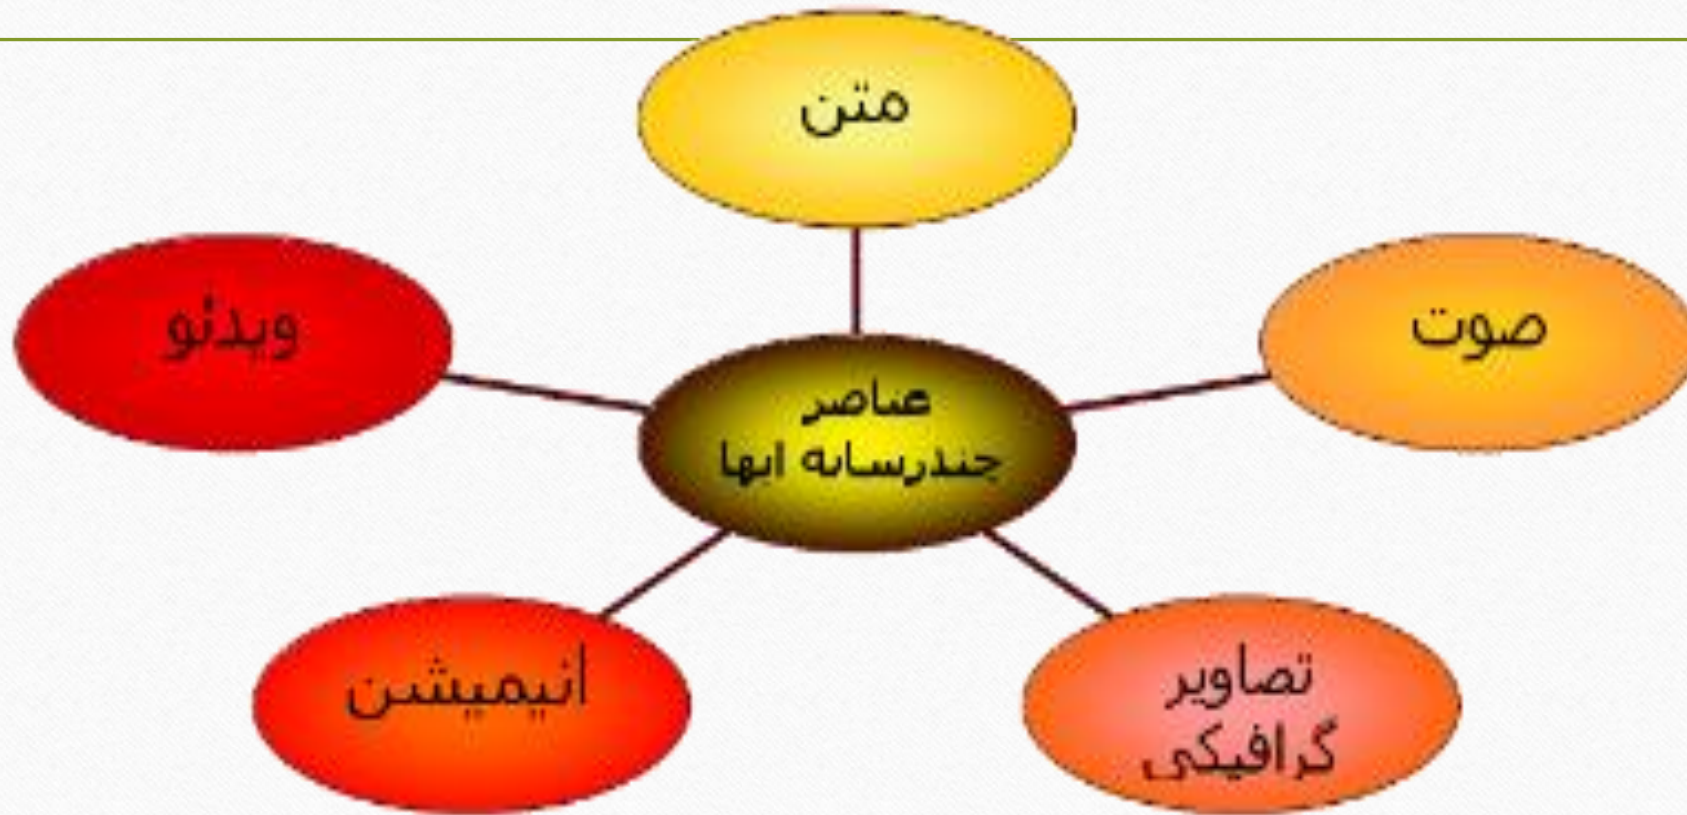 متن
صوت
ویدئو
عناصر
چندرسانه ایها
تصاویر
گرافیکی
انیمیشن